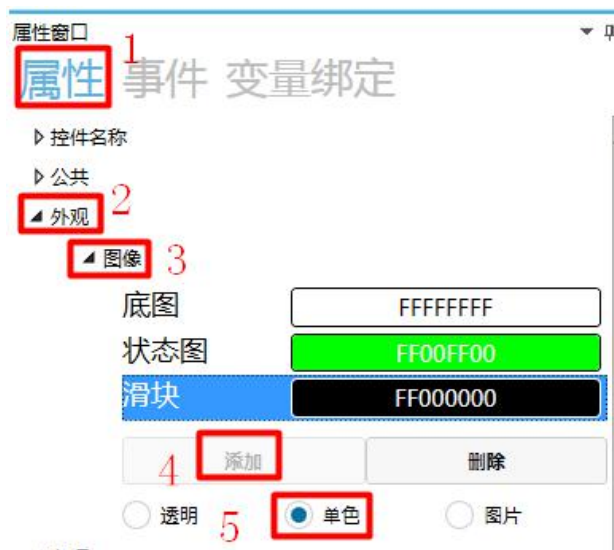 属性窗口
1
属性 事件 变量绑定
控件名称
公共
外观 2
图像 3
底图 FFFFFFFF
状态图 FF00FF00
滑块 FF000000
4 添加 删除
透明 5 单色 图片